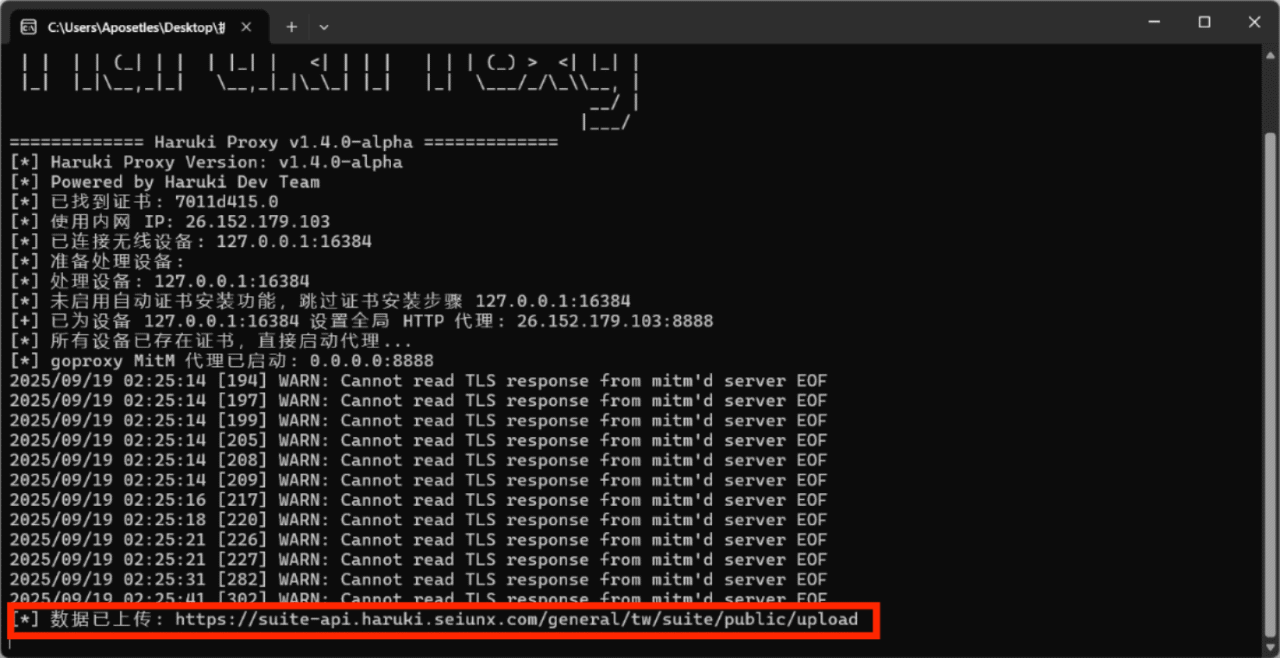 C:\Users\Aposetles\Desktop\
============= Haruki Proxy v1.4.0-alpha =============
[*] Haruki Proxy Version: v1.4.0-alpha
[*] Powered by Haruki Dev Team
[*] 已找到证书: 7011d415.0
[*] 使用内网 IP: 26.152.179.103
[*] 已连接无线设备: 127.0.0.1:16384
[*] 准备处理设备:
[*] 处理设备: 127.0.0.1:16384
[*] 未启用自动证书安装功能, 跳过证书安装步骤 127.0.0.1:16384
[+] 已为设备 127.0.0.1:16384 设置全局 HTTP 代理: 26.152.179.103:8888
[*] 所有设备已存在证书, 直接启动代理...
[*] goproxy MitM 代理已启动: 0.0.0.0:8888
2025/09/19 02:25:14 [194] WARN: Cannot read TLS response from mitm'd server EOF
2025/09/19 02:25:14 [197] WARN: Cannot read TLS response from mitm'd server EOF
2025/09/19 02:25:14 [199] WARN: Cannot read TLS response from mitm'd server EOF
2025/09/19 02:25:14 [205] WARN: Cannot read TLS response from mitm'd server EOF
2025/09/19 02:25:14 [208] WARN: Cannot read TLS response from mitm'd server EOF
2025/09/19 02:25:14 [209] WARN: Cannot read TLS response from mitm'd server EOF
2025/09/19 02:25:16 [217] WARN: Cannot read TLS response from mitm'd server EOF
2025/09/19 02:25:18 [220] WARN: Cannot read TLS response from mitm'd server EOF
2025/09/19 02:25:21 [226] WARN: Cannot read TLS response from mitm'd server EOF
2025/09/19 02:25:21 [227] WARN: Cannot read TLS response from mitm'd server EOF
2025/09/19 02:25:31 [282] WARN: Cannot read TLS response from mitm'd server EOF
2025/09/19 02:25:41 [302] WARN: Cannot read TLS response from mitm'd server EOF
[*] 数据已上传: https://suite-api.haruki.seiunx.com/general/tw/suite/public/upload